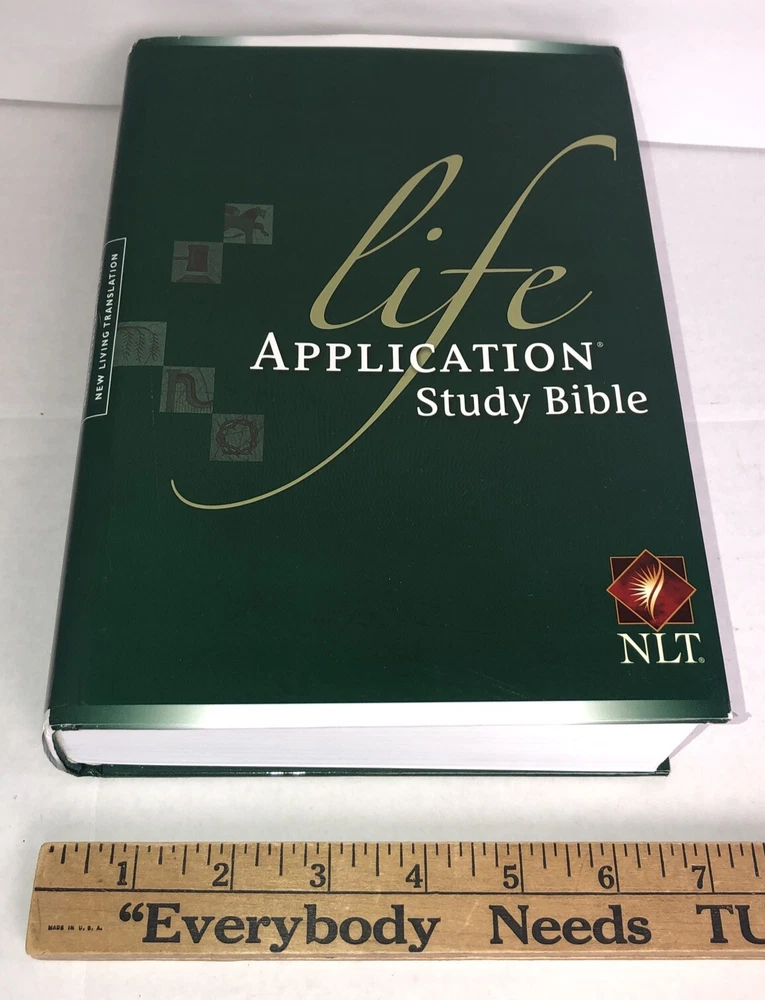 life
APPLICATION®
Study Bible
NEW LIVING TRANSLATION
NLT®
1 2 3 4 5 6 7
MADE IN U. S. A.
“Everybody Needs TU